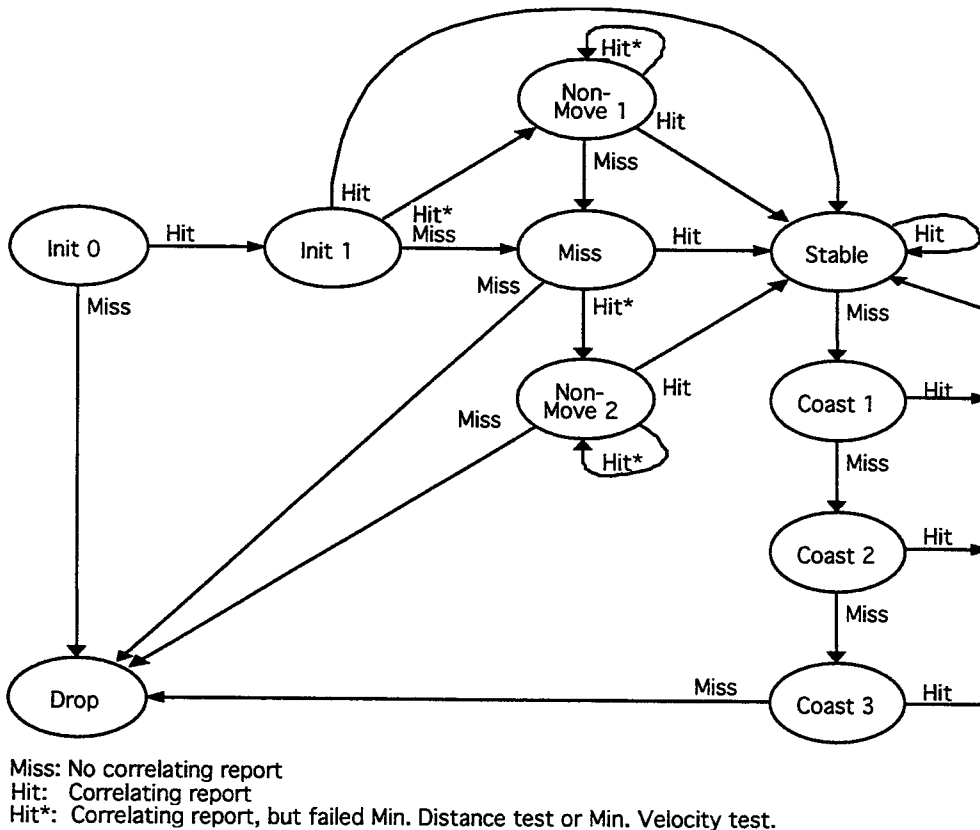 Hit*
Non-
Move 1
Hit
Miss
Hit
Hit*
Miss
Init 0
Hit
Init 1
Miss
Hit
Stable
Hit
Miss
Miss
Hit*
Miss
Non-
Move 2
Hit
Miss
Hit*
Coast 1
Hit
Miss
Coast 2
Hit
Miss
Drop
Miss
Coast 3
Hit
Miss: No correlating report
Hit: Correlating report
Hit*: Correlating report, but failed Min. Distance test or Min. Velocity test.